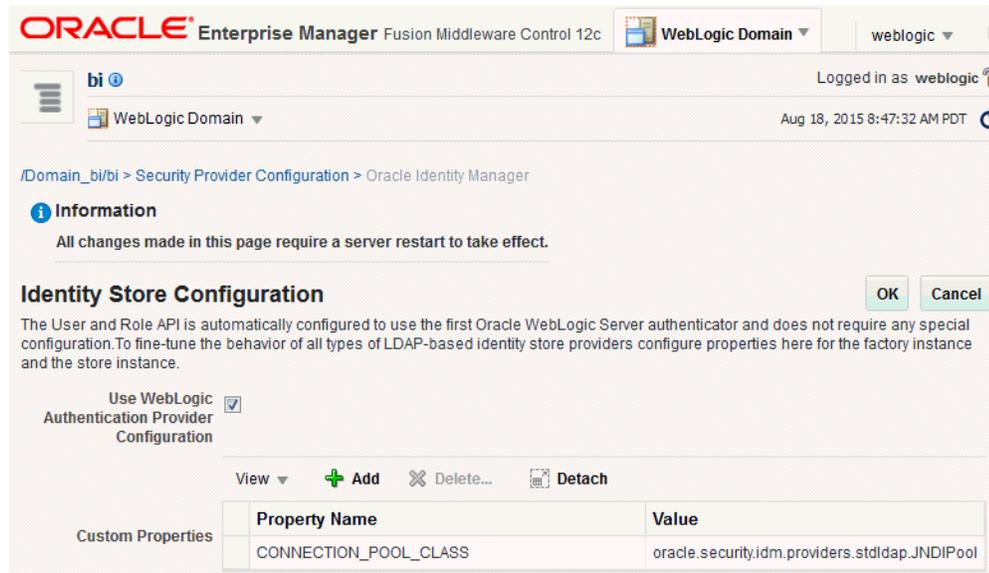 ORACLE Enterprise Manager Fusion Middleware Control 12c
WebLogic Domain
weblogic
bi
Logged in as weblogic
WebLogic Domain
Aug 18, 2015 8:47:32 AM PDT
/Domain_bi/bi > Security Provider Configuration > Oracle Identity Manager
Information
All changes made in this page require a server restart to take effect.
Identity Store Configuration
OK
Cancel
The User and Role API is automatically configured to use the first Oracle WebLogic Server authenticator and does not require any special
configuration.To fine-tune the behavior of all types of LDAP-based identity store providers configure properties here for the factory instance
and the store instance.
Use WebLogic
Authentication Provider
Configuration
View
Add
Delete...
Detach
Custom Properties
Property Name
Value
CONNECTION_POOL_CLASS
oracle.security.idm.providers.stdldap.JNDIPool